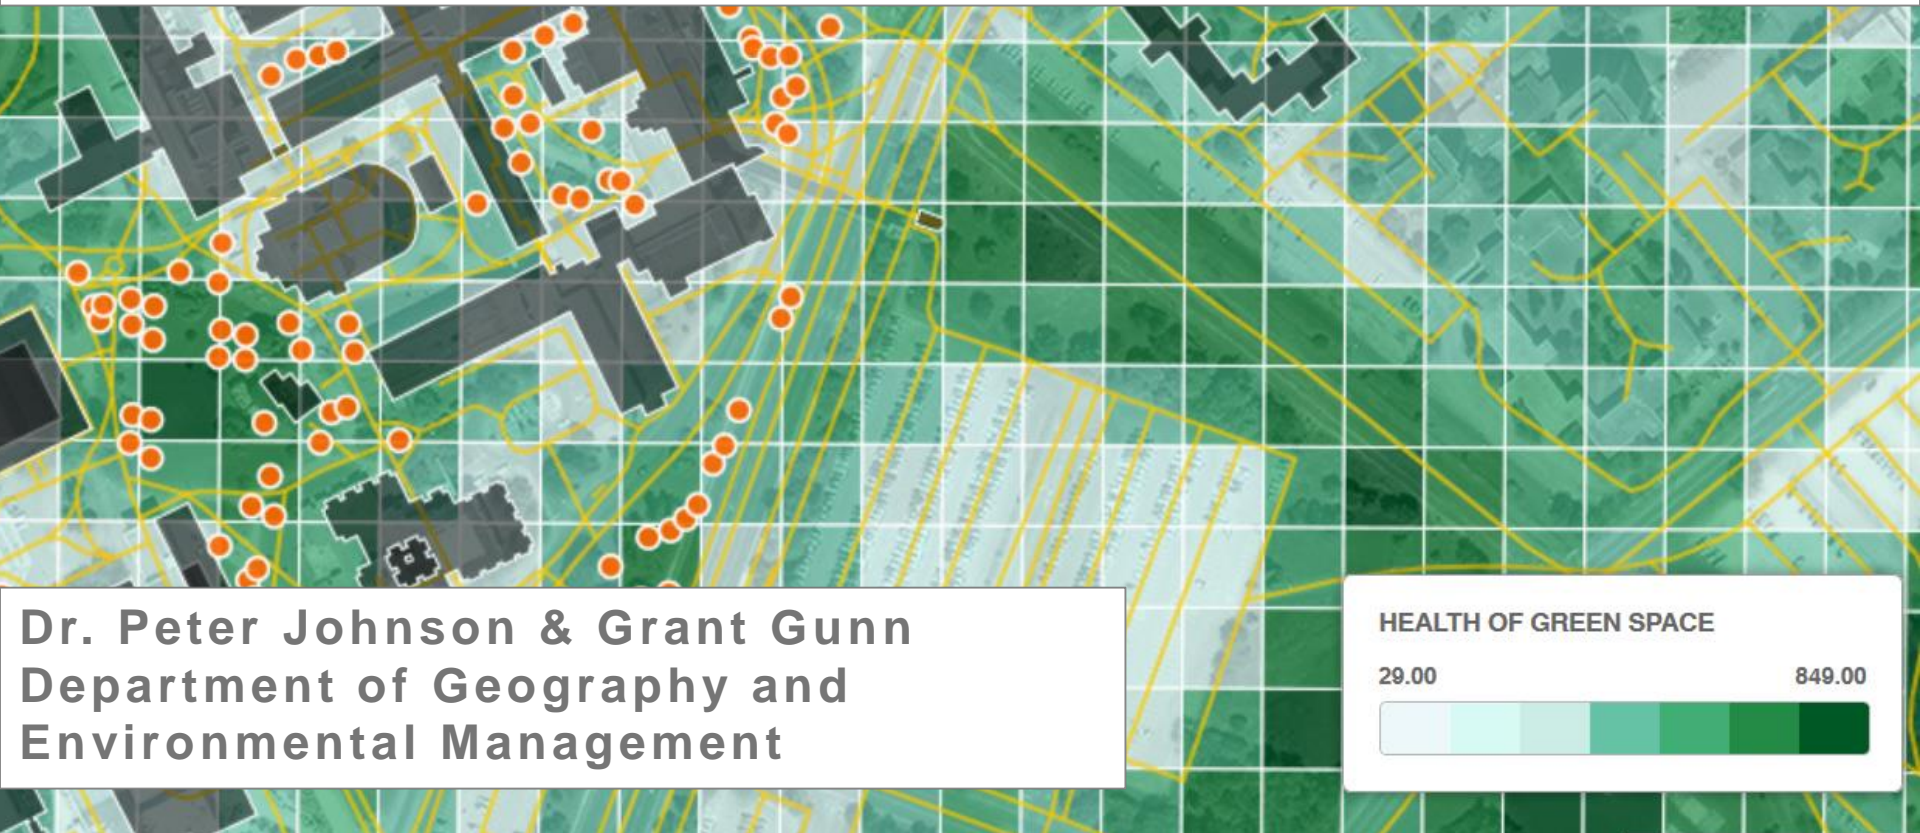 Dr. Peter Johnson & Grant Gunn
Department of Geography and
Environmental Management
HEALTH OF GREEN SPACE
29.00 849.00